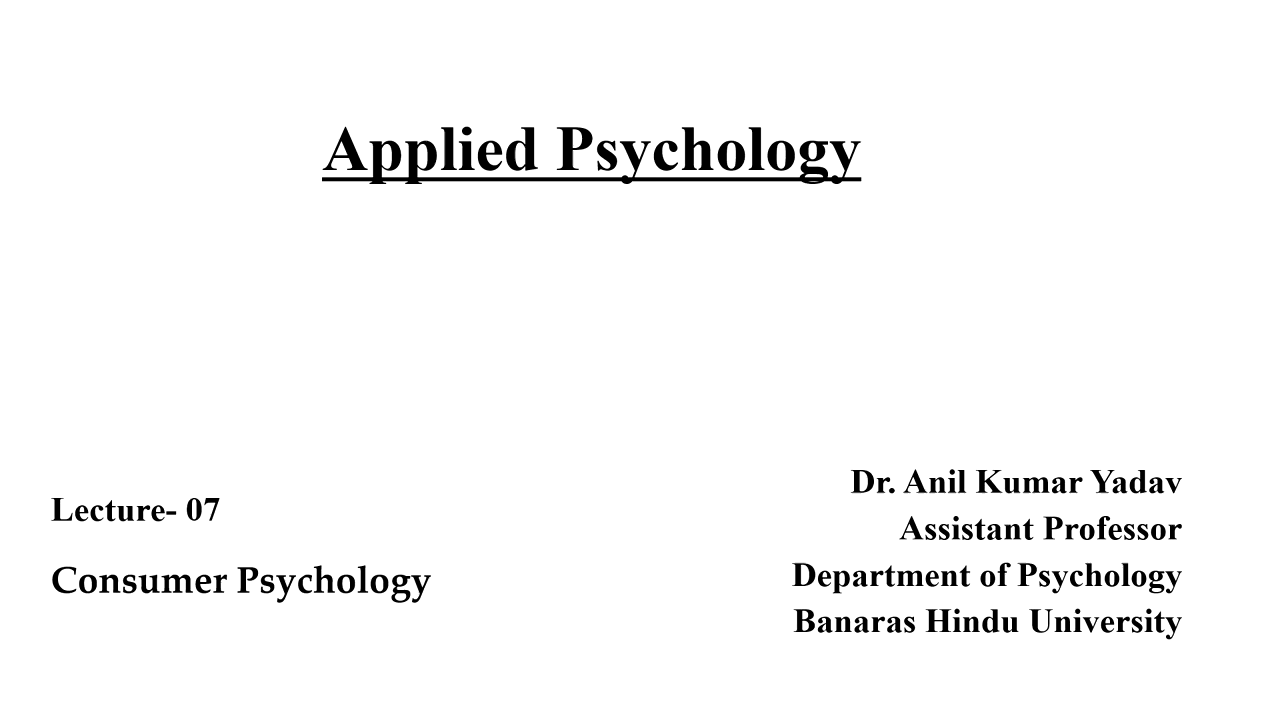 Applied Psychology
Lecture- 07
Consumer Psychology
Dr. Anil Kumar Yadav
Assistant Professor
Department of Psychology
Banaras Hindu University